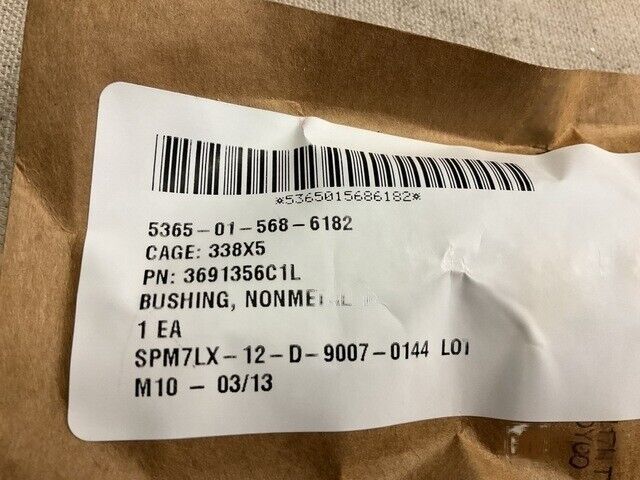 *5365015686182*
5365-01-568-6182
CAGE: 338X5
PN: 3691356C1L
BUSHING,
1 EA
SPM7LX-12-D-9007-0144 LOT
M10 - 03/13